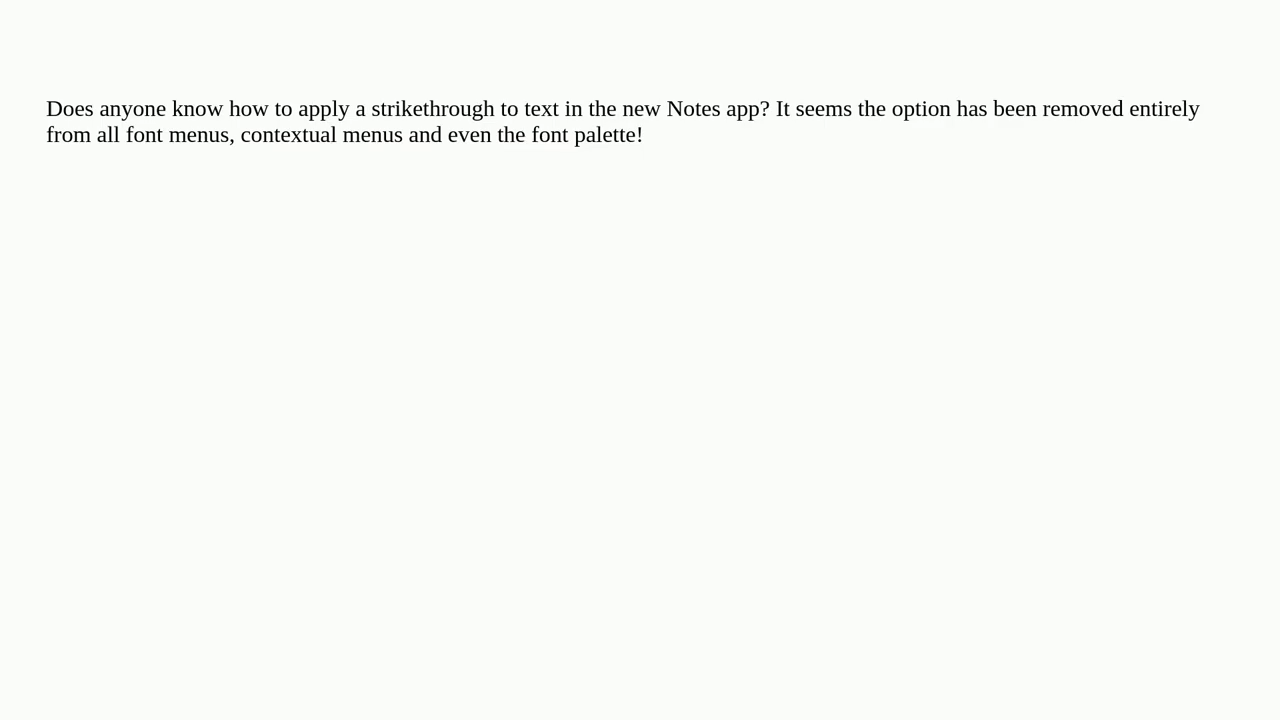 Does anyone know how to apply a strikethrough to text in the new Notes app? It seems the option has been removed entirely
from all font menus, contextual menus and even the font palette!